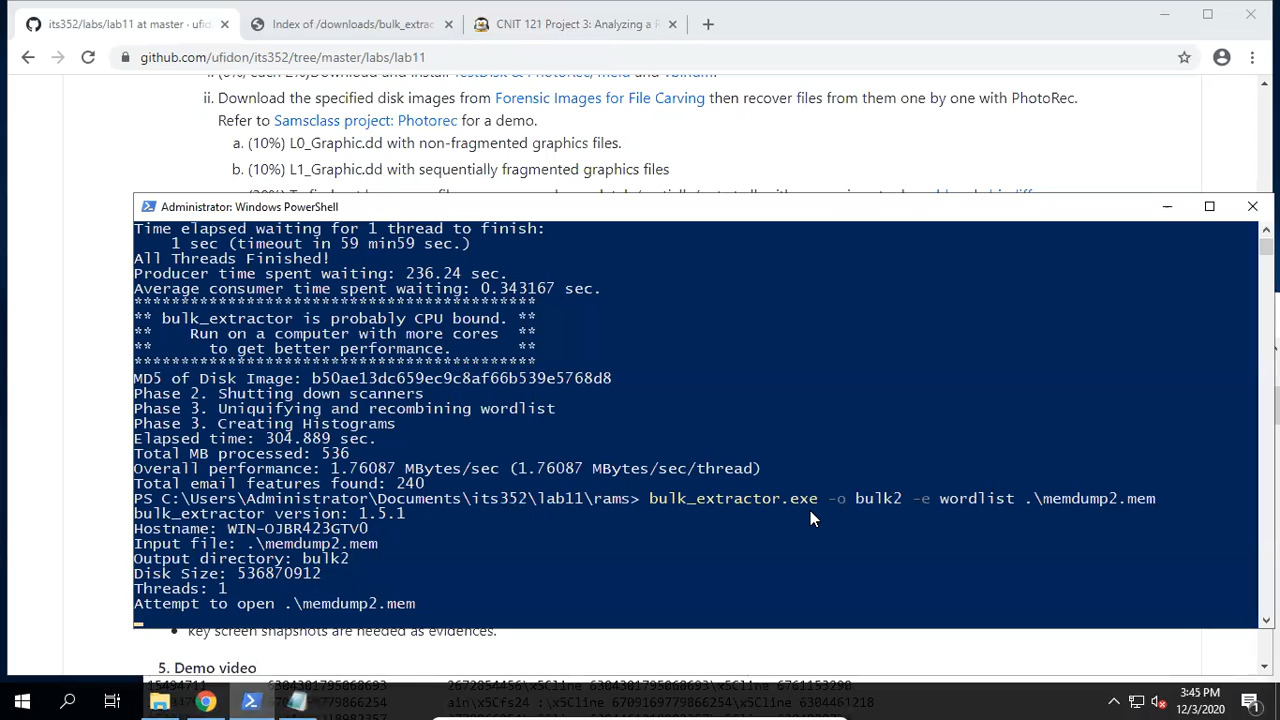 its352/labs/lab11 at master · ufid
Index of /downloads/bulk_extrac
CNIT 121 Project 3: Analyzing a R
github.com/ufidon/its352/tree/master/labs/lab11
ii. Download the specified disk images from Forensic Images for File Carving then recover files from them one by one with PhotoRec.
Refer to Samsclass project: Photorec for a demo.
a. (10%) L0_Graphic.dd with non-fragmented graphics files.
b. (10%) L1_Graphic.dd with sequentially fragmented graphics files
Administrator: Windows PowerShell
Time elapsed waiting for 1 thread to finish:
1 sec (timeout in 59 min59 sec.)
All Threads Finished!
Producer time spent waiting: 236.24 sec.
Average consumer time spent waiting: 0.343167 sec.
*******************************************
** bulk_extractor is probably CPU bound. **
** Run on a computer with more cores **
** to get better performance. **
*******************************************
MD5 of Disk Image: b50ae13dc659ec9c8af66b539e5768d8
Phase 2. Shutting down scanners
Phase 3. Uniquifying and recombining wordlist
Phase 3. Creating Histograms
Elapsed time: 304.889 sec.
Total MB processed: 536
Overall performance: 1.76087 MBytes/sec (1.76087 MBytes/sec/thread)
Total email features found: 240
PS C:\Users\Administrator\Documents\its352\lab11\rams> bulk_extractor.exe -o bulk2 -e wordlist .\memdump2.mem
bulk_extractor version: 1.5.1
Hostname: WIN-OJBR423GTVO
Input file: .\memdump2.mem
Output directory: bulk2
Disk Size: 536870912
Threads: 1
Attempt to open .\memdump2.mem
key screen snapshots are needed as evidences.
5. Demo video
3:45 PM
12/3/2020